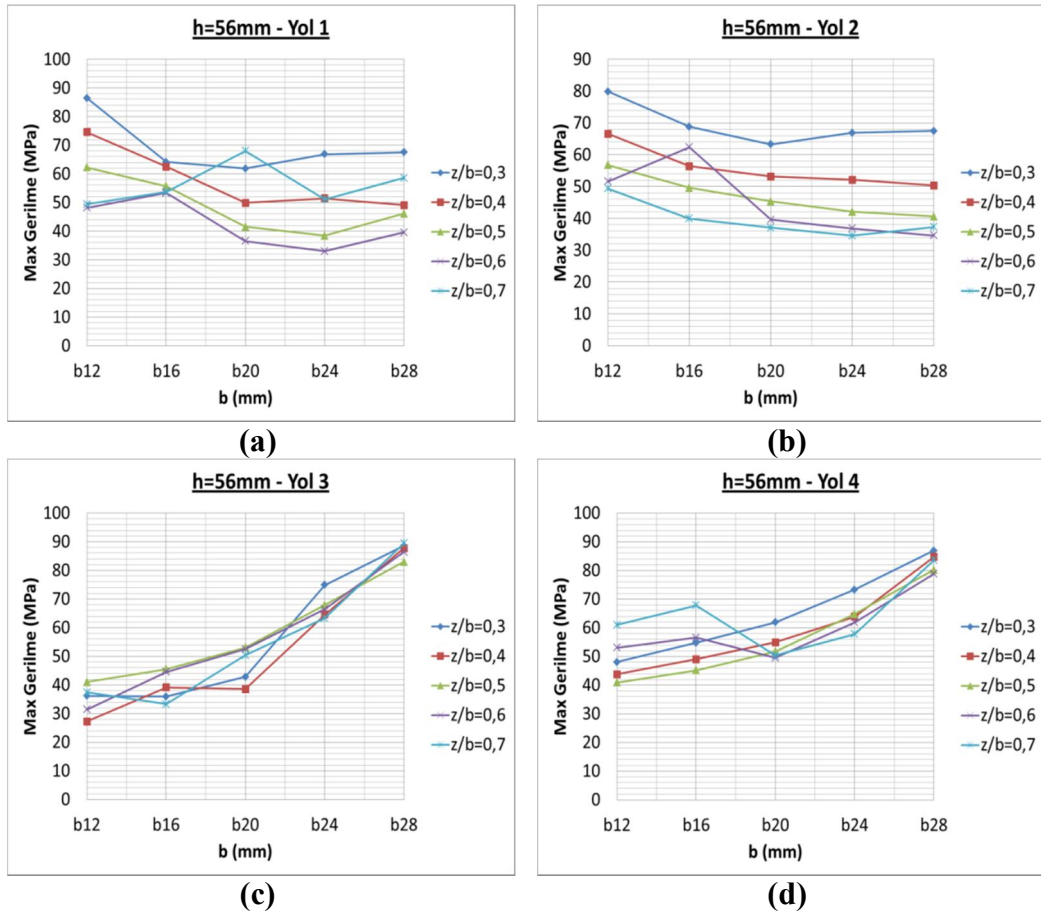 h=56mm - Yol 1
Max Gerilme (MPa)
100
90
80
70
60
50
40
30
20
10
0
b12 b16 b20 b24 b28
b (mm)
z/b=0,3
z/b=0,4
z/b=0,5
z/b=0,6
z/b=0,7
(a)
h=56mm - Yol 2
Max Gerilme (MPa)
90
80
70
60
50
40
30
20
10
0
b12 b16 b20 b24 b28
b (mm)
z/b=0,3
z/b=0,4
z/b=0,5
z/b=0,6
z/b=0,7
(b)
h=56mm - Yol 3
Max Gerilme (MPa)
100
90
80
70
60
50
40
30
20
10
0
b12 b16 b20 b24 b28
b (mm)
z/b=0,3
z/b=0,4
z/b=0,5
z/b=0,6
z/b=0,7
(c)
h=56mm - Yol 4
Max Gerilme (MPa)
100
90
80
70
60
50
40
30
20
10
0
b12 b16 b20 b24 b28
b (mm)
z/b=0,3
z/b=0,4
z/b=0,5
z/b=0,6
z/b=0,7
(d)